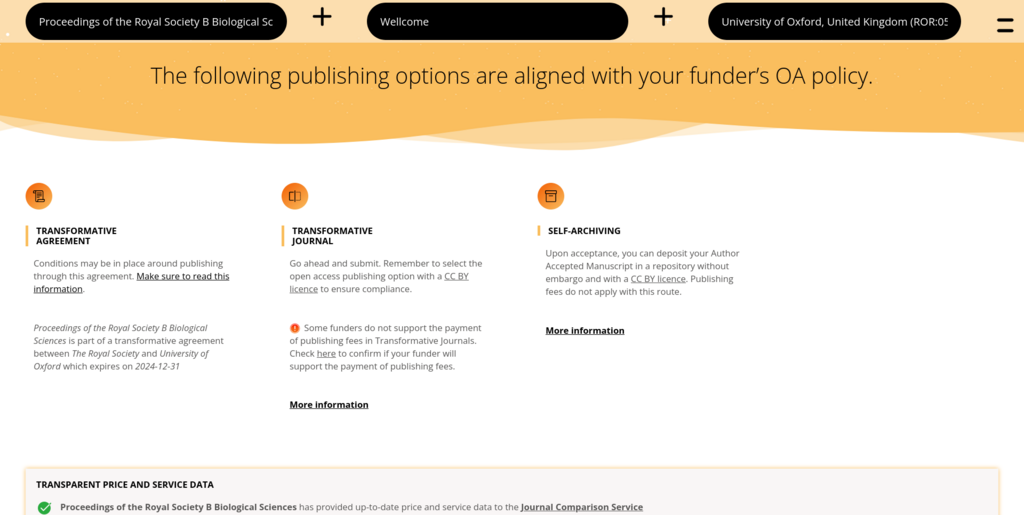 Proceedings of the Royal Society B Biological Sc
Wellcome
University of Oxford, United Kingdom (ROR:05
The following publishing options are aligned with your funder’s OA policy.
TRANSFORMATIVE
AGREEMENT
Conditions may be in place around publishing
through this agreement. Make sure to read this
information.
Proceedings of the Royal Society B Biological
Sciences is part of a transformative agreement
between The Royal Society and University of
Oxford which expires on 2024-12-31
TRANSFORMATIVE
JOURNAL
Go ahead and submit. Remember to select the
open access publishing option with a CC BY
licence to ensure compliance.
Some funders do not support the payment
of publishing fees in Transformative Journals.
Check here to confirm if your funder will
support the payment of publishing fees.
More information
SELF-ARCHIVING
Upon acceptance, you can deposit your Author
Accepted Manuscript in a repository without
embargo and with a CC BY licence. Publishing
fees do not apply with this route.
More information
TRANSPARENT PRICE AND SERVICE DATA
Proceedings of the Royal Society B Biological Sciences has provided up-to-date price and service data to the Journal Comparison Service